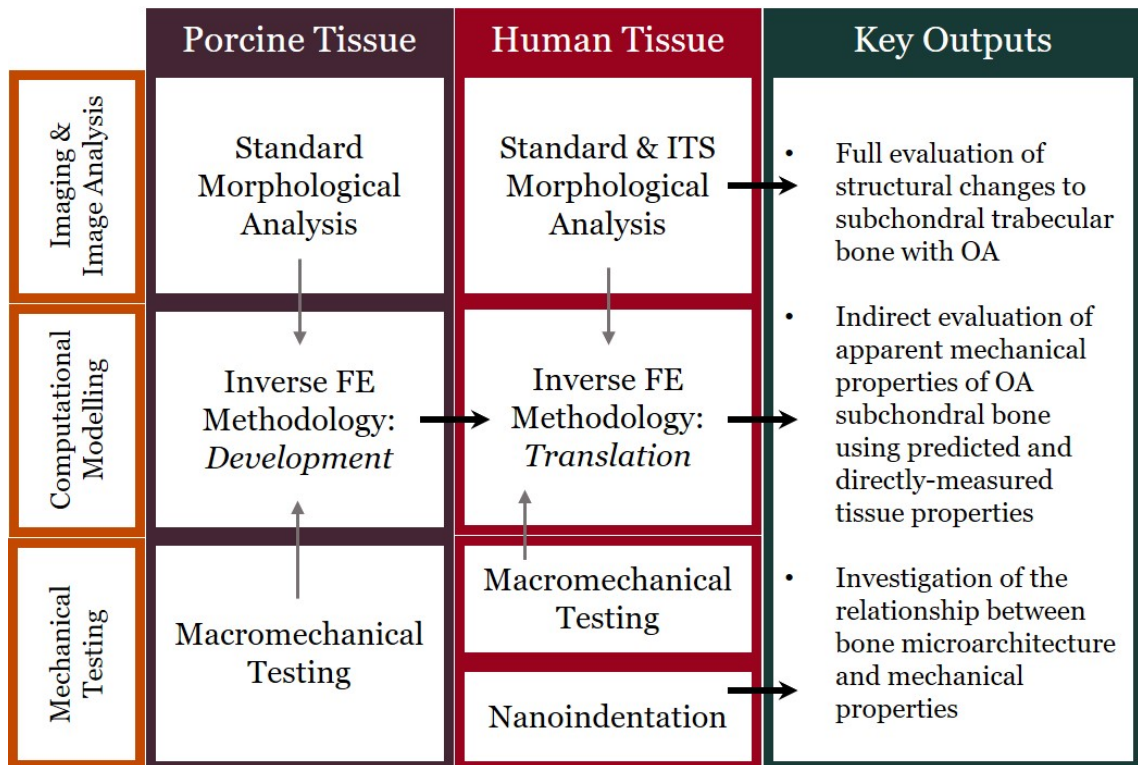 Porcine Tissue
Human Tissue
Key Outputs
Imaging &
Image Analysis
Standard
Morphological
Analysis
Standard & ITS
Morphological
Analysis
• Full evaluation of
structural changes to
subchondral trabecular
bone with OA
Computational
Modelling
Inverse FE
Methodology:
Development
Inverse FE
Methodology:
Translation
• Indirect evaluation of
apparent mechanical
properties of OA
subchondral bone
using predicted and
directly-measured
tissue properties
Mechanical
Testing
Macromechanical
Testing
Macromechanical
Testing
Nanoindentation
• Investigation of the
relationship between
bone microarchitecture
and mechanical
properties